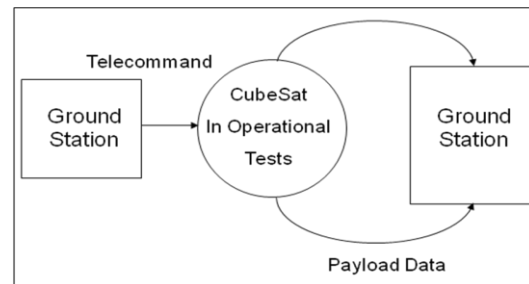 Telecommand
Ground
Station
CubeSat
In Operational
Tests
Ground
Station
Payload Data